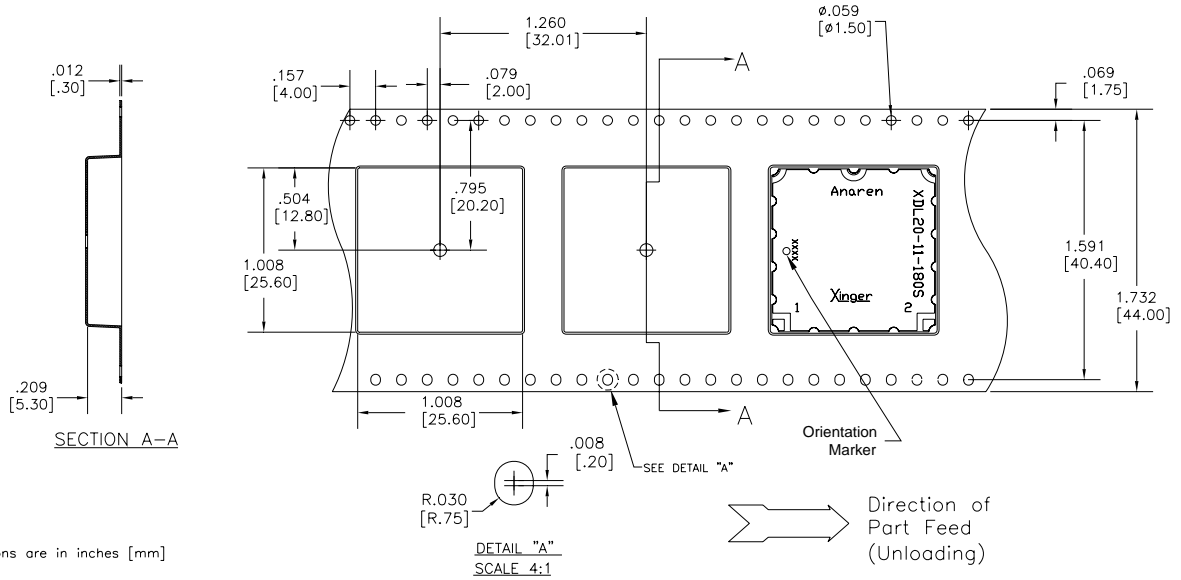 .012
[.30]
.209
[5.30]
SECTION A-A
1.260
[32.01]
.157
[4.00]
.079
[2.00]
ø.059
[ø1.50]
A
.069
[1.75]
.504
[12.80]
.795
[20.20]
1.008
[25.60]
1.008
[25.60]
Anaren
XDL20-11-180S
XXXX
Xinger
1
2
1.591
[40.40]
1.732
[44.00]
A
Orientation
Marker
SEE DETAIL "A"
.008
[.20]
R.030
[R.75]
DETAIL "A"
SCALE 4:1
Direction of
Part Feed
(Unloading)
ns are in inches [mm]